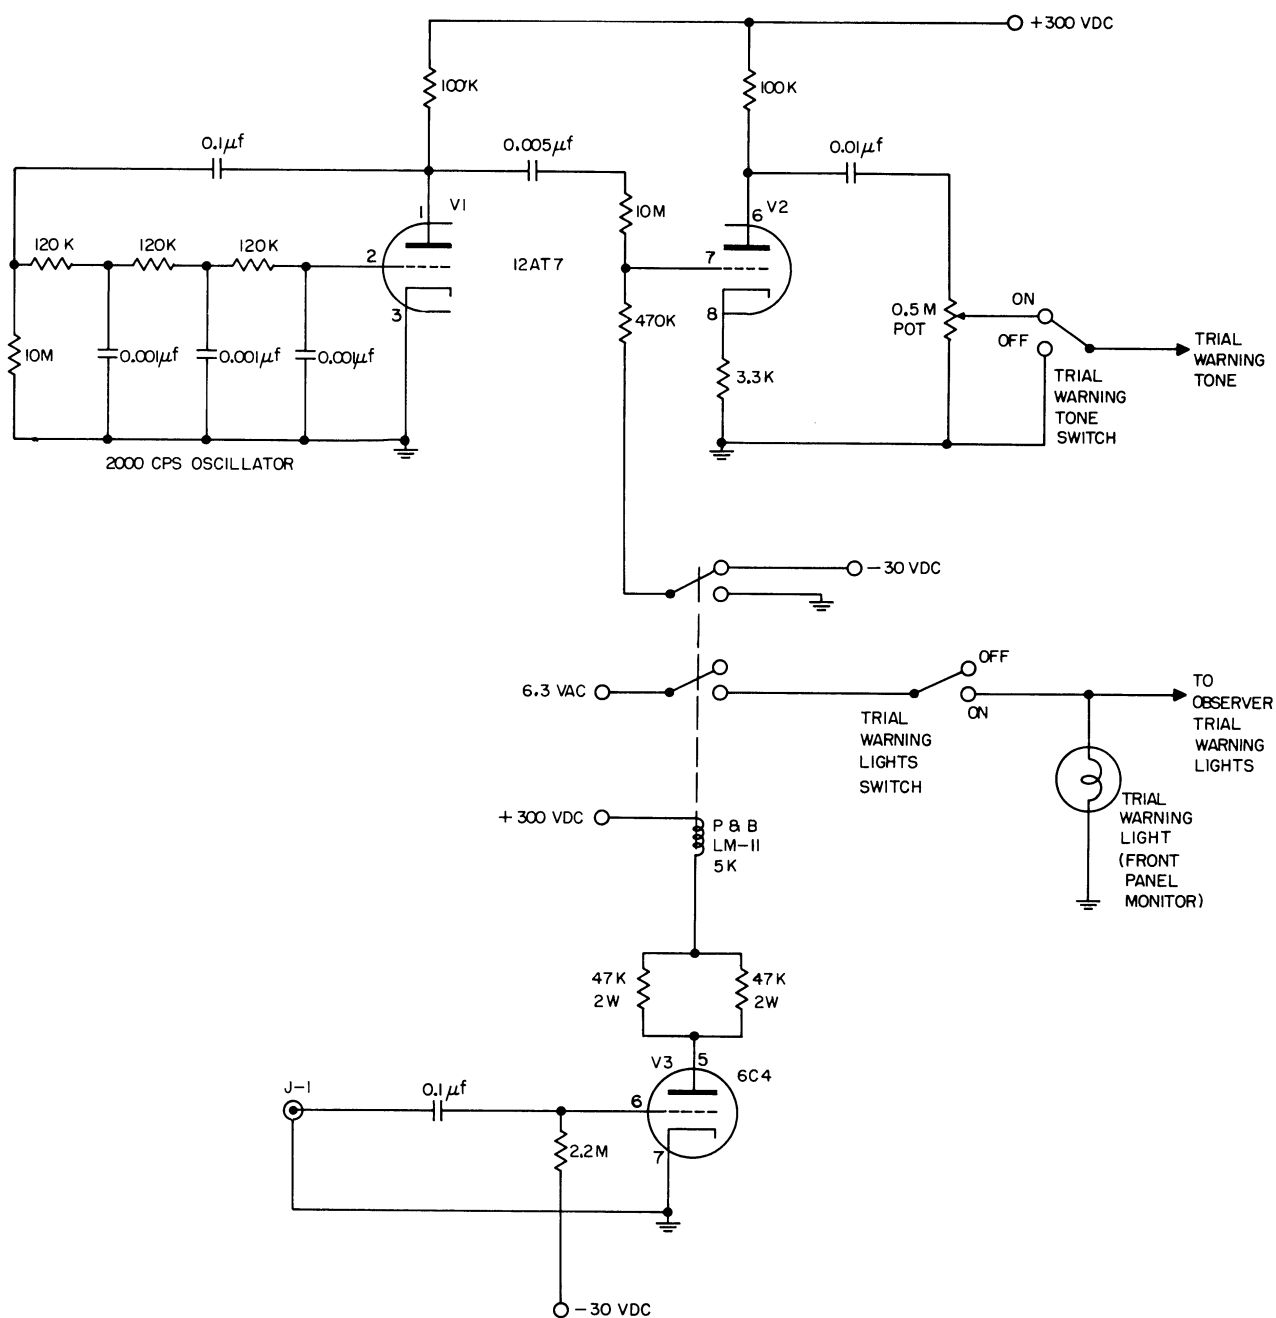 +300 VDC
100K
100K
0.1μf
0.005μf
0.01μf
1
V1
10M
6
V2
120K
120K
120K
2
12AT7
7
3
470K
8
0.5 M
POT
ON
OFF
TRIAL
WARNING
TONE
10M
0.001μf
0.001μf
0.001μf
3.3K
TRIAL
WARNING
TONE
SWITCH
2000 CPS OSCILLATOR
-30 VDC
6.3 VAC
OFF
ON
TRIAL
WARNING
LIGHTS
SWITCH
TO
OBSERVER
TRIAL
WARNING
LIGHTS
+300 VDC
P & B
LM-11
5K
TRIAL
WARNING
LIGHT
(FRONT
PANEL
MONITOR)
47K
2W
47K
2W
V3
5
6C4
J-1
0.1μf
6
2.2M
7
-30 VDC